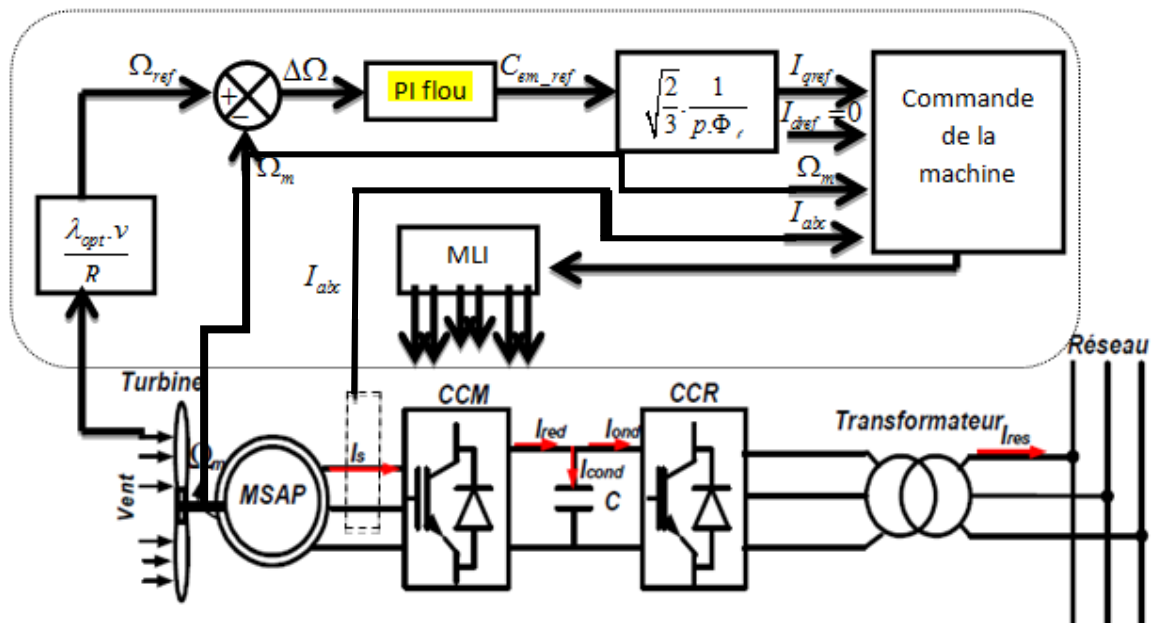 Ω_ref
ΔΩ
PI flou
C_em_ref
√(2/3) . 1/(p.Φ_f)
I_qref
I_dref = 0
Ω_m
I_abc
Commande
de la
machine
+
−
Ω_m
λ_opt . v
R
I_abc
MLI
Turbine
Vent
Ω_m
MSAP
I_s
CCM
I_red
I_ond
I_cond
C
CCR
Transformateur
I_res
Réseau